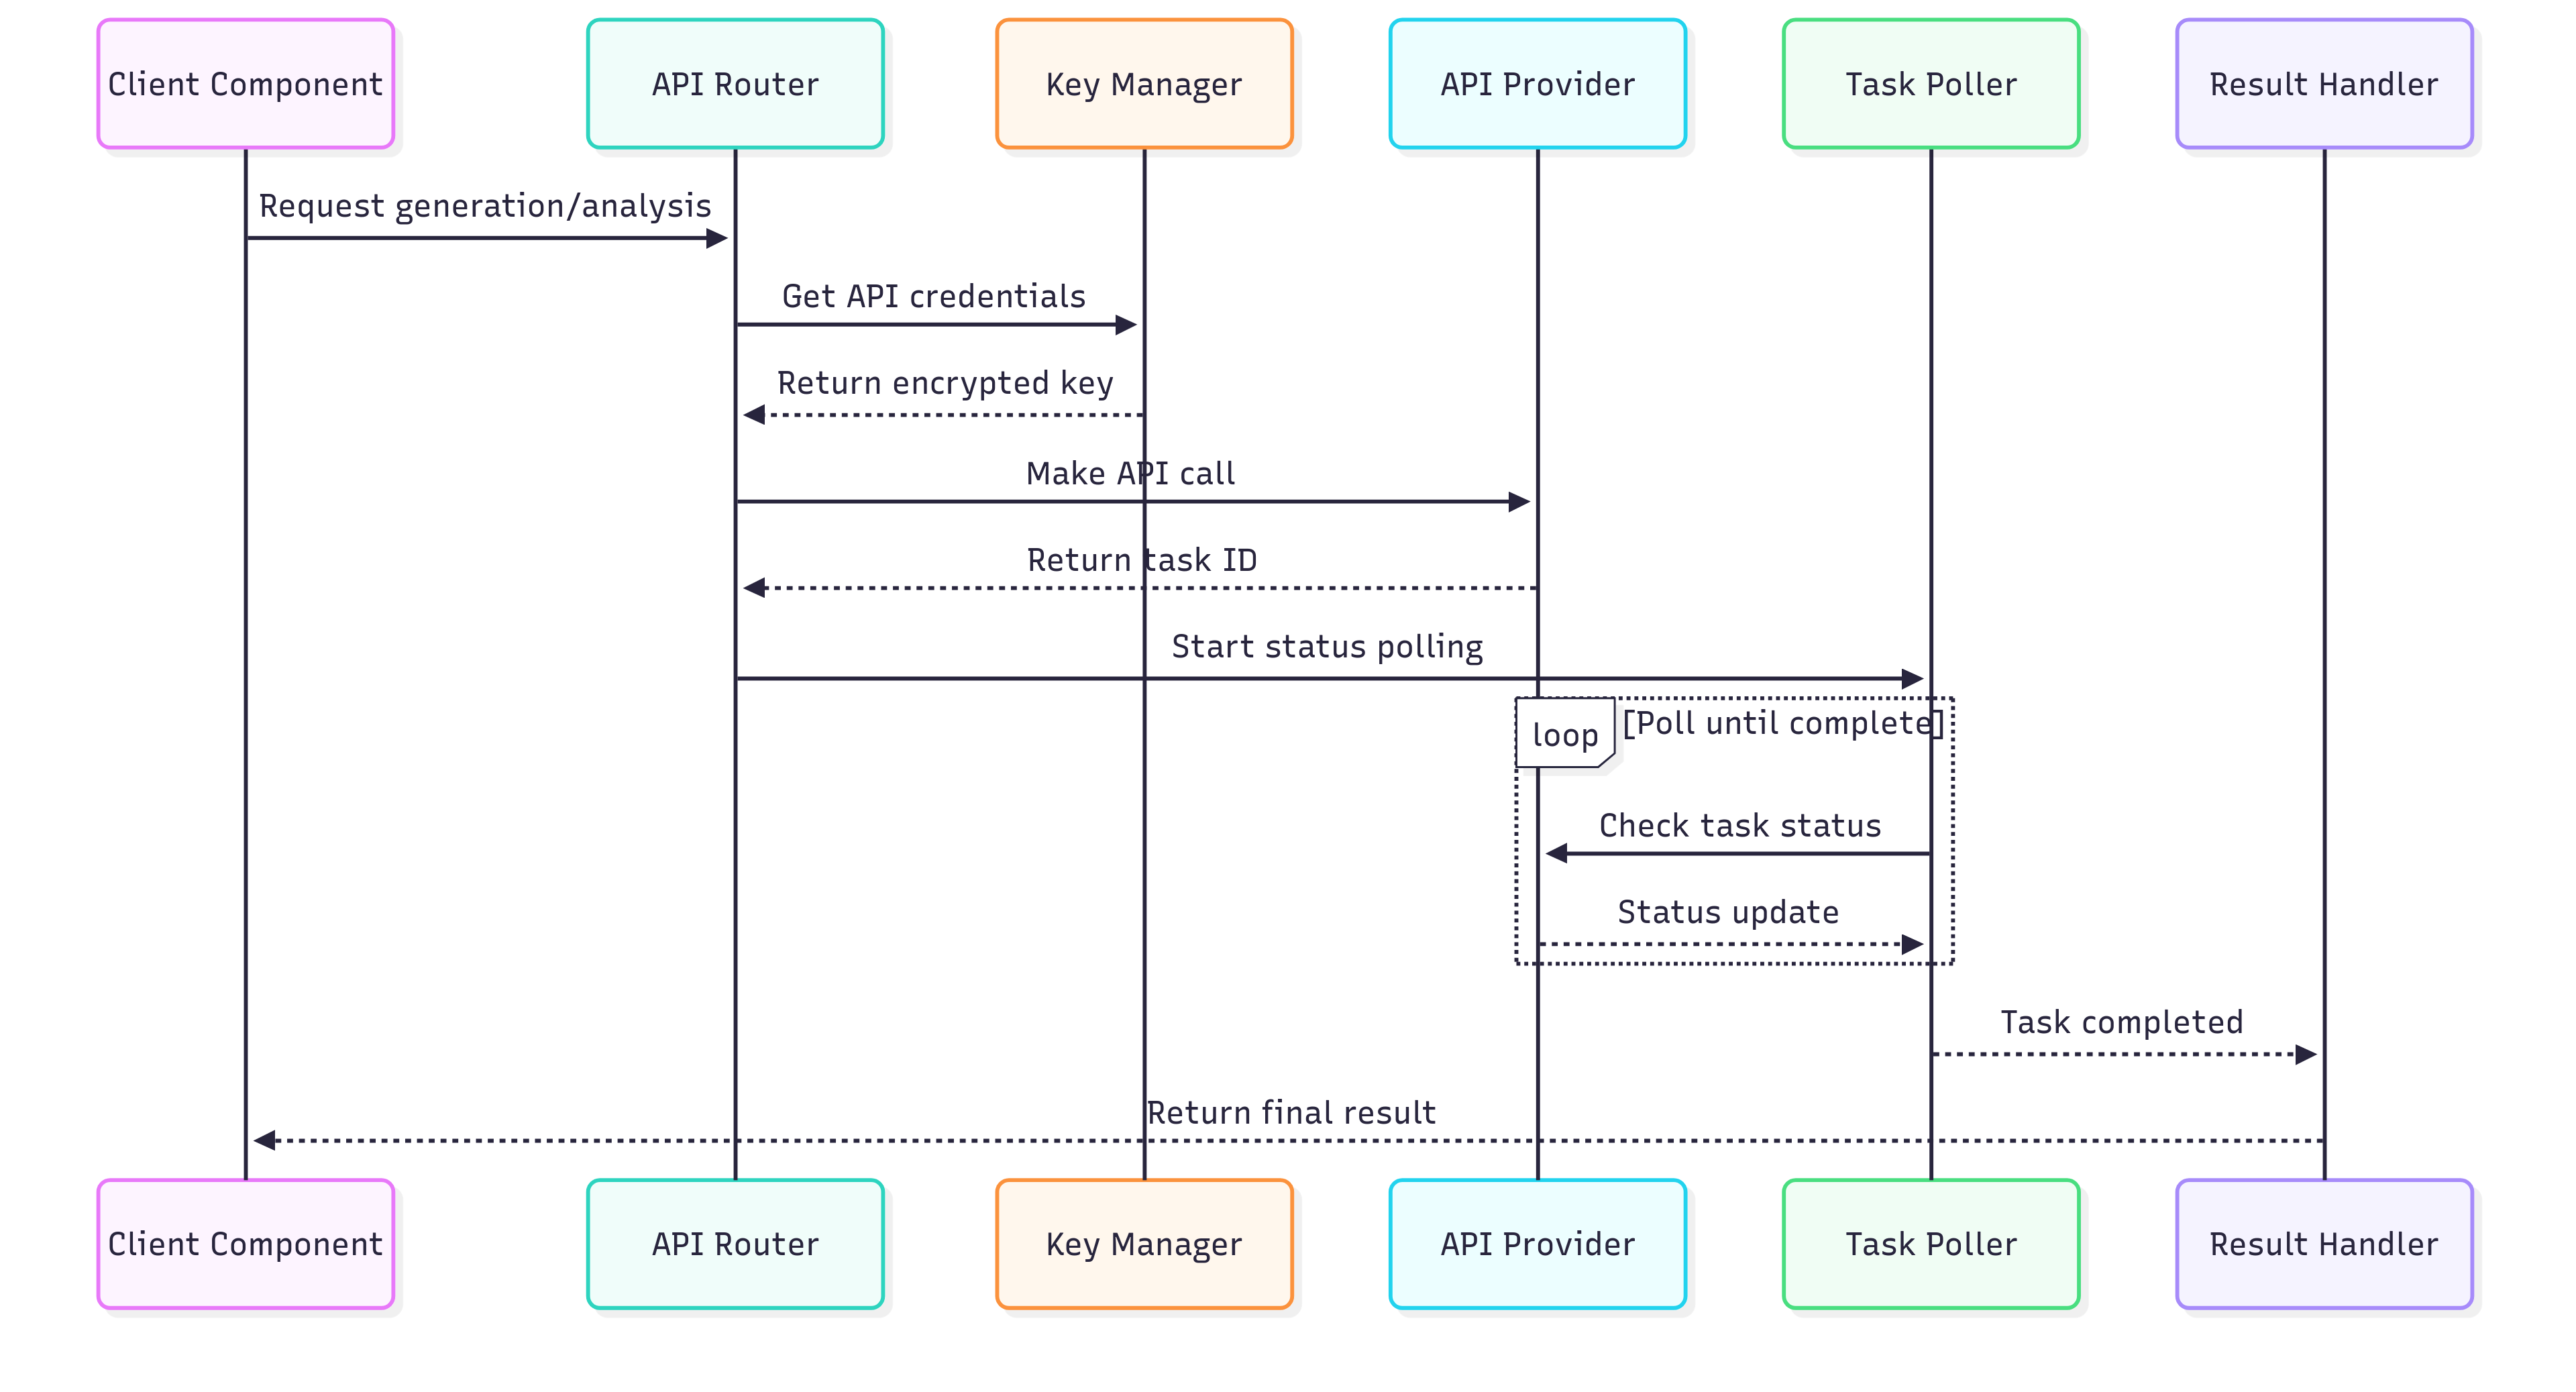 Client Component
API Router
Key Manager
API Provider
Task Poller
Result Handler
Request generation/analysis
Get API credentials
Return encrypted key
Make API call
Return task ID
Start status polling
loop
[Poll until complete]
Check task status
Status update
Task completed
Return final result
Client Component
API Router
Key Manager
API Provider
Task Poller
Result Handler